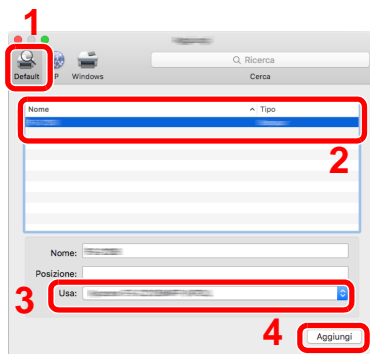 1
Ricerca
Default P Windows Cerca
Nome Tipo
2
Nome:
Posizione:
3 Usa:
4 Aggiungi